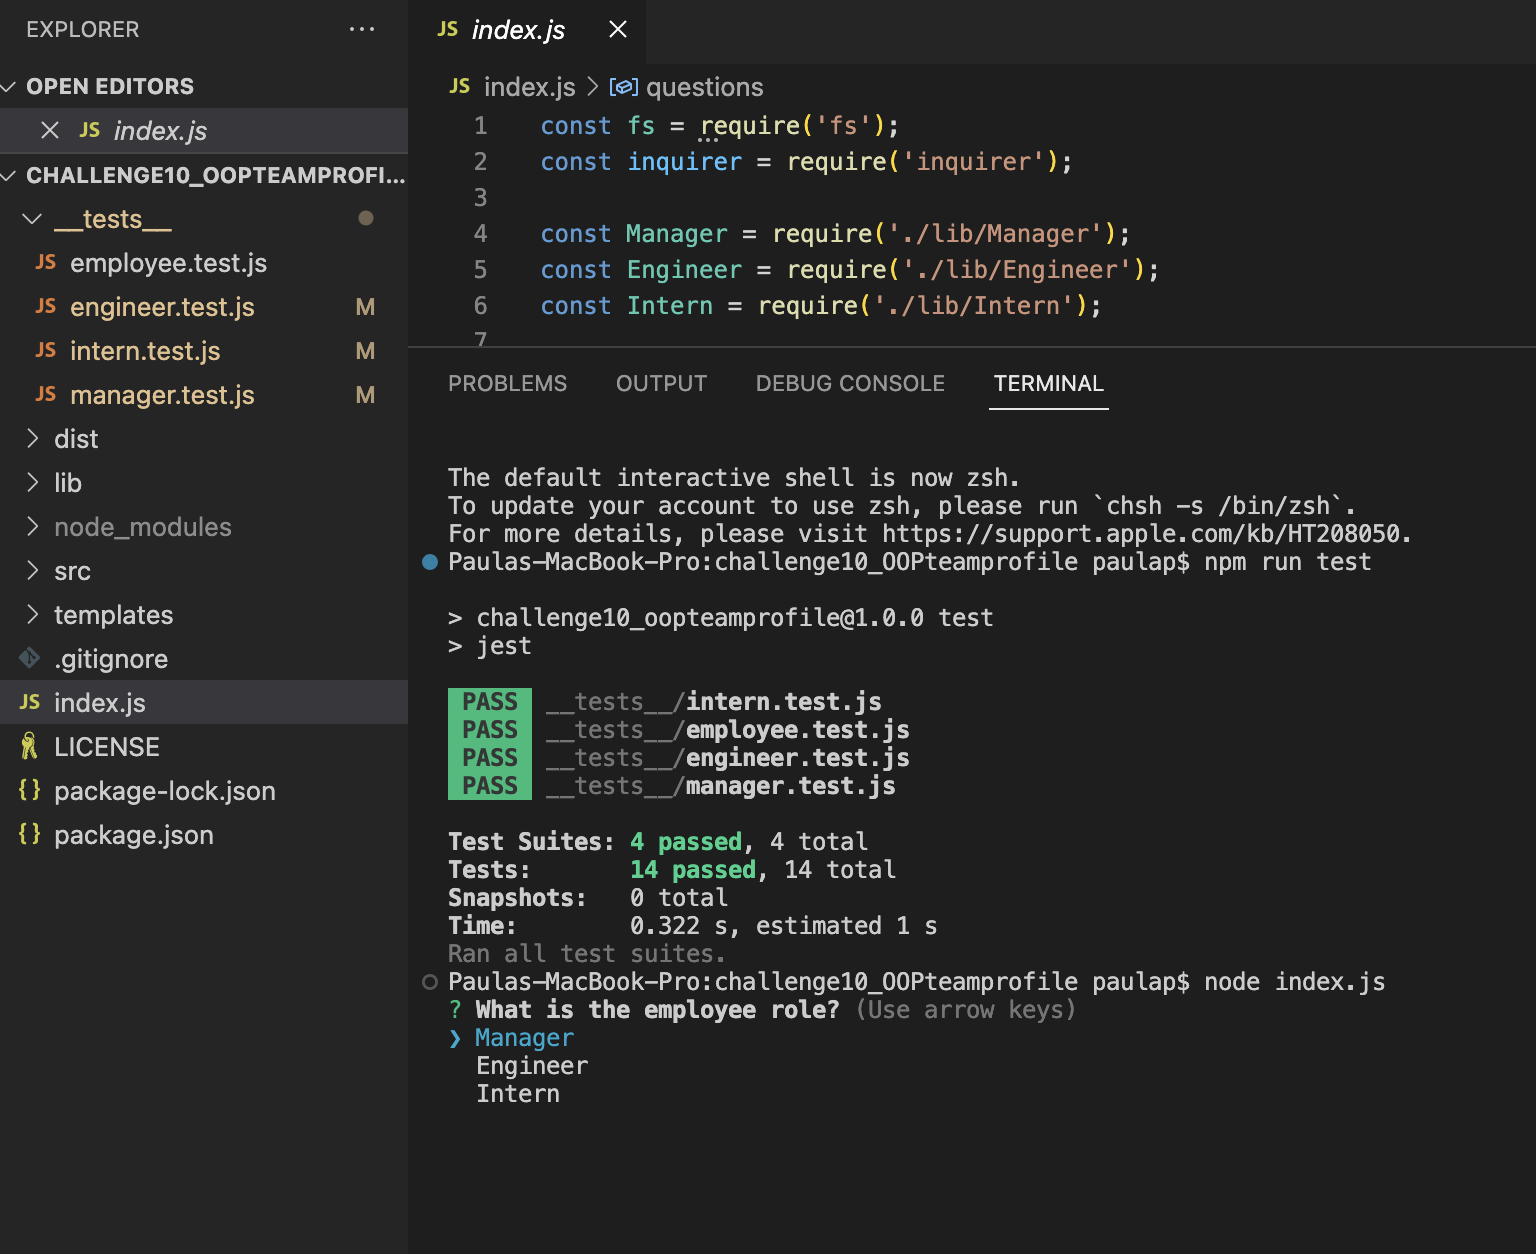 EXPLORER ...
OPEN EDITORS
JS index.js
CHALLENGE10_OOPTEAMPROFI...
__tests__
JS employee.test.js
JS engineer.test.js M
JS intern.test.js M
JS manager.test.js M
dist
lib
node_modules
src
templates
.gitignore
JS index.js
LICENSE
{} package-lock.json
{} package.json
JS index.js
JS index.js > questions
1 const fs = require('fs');
2 const inquirer = require('inquirer');
3
4 const Manager = require('./lib/Manager');
5 const Engineer = require('./lib/Engineer');
6 const Intern = require('./lib/Intern');
7
PROBLEMS OUTPUT DEBUG CONSOLE TERMINAL
The default interactive shell is now zsh.
To update your account to use zsh, please run `chsh -s /bin/zsh`.
For more details, please visit https://support.apple.com/kb/HT208050.
Paulas-MacBook-Pro:challenge10_OOPteamprofile paulap$ npm run test
> challenge10_oopteamprofile@1.0.0 test
> jest
PASS __tests__/intern.test.js
PASS __tests__/employee.test.js
PASS __tests__/engineer.test.js
PASS __tests__/manager.test.js
Test Suites: 4 passed, 4 total
Tests: 14 passed, 14 total
Snapshots: 0 total
Time: 0.322 s, estimated 1 s
Ran all test suites.
Paulas-MacBook-Pro:challenge10_OOPteamprofile paulap$ node index.js
? What is the employee role? (Use arrow keys)
❯ Manager
Engineer
Intern